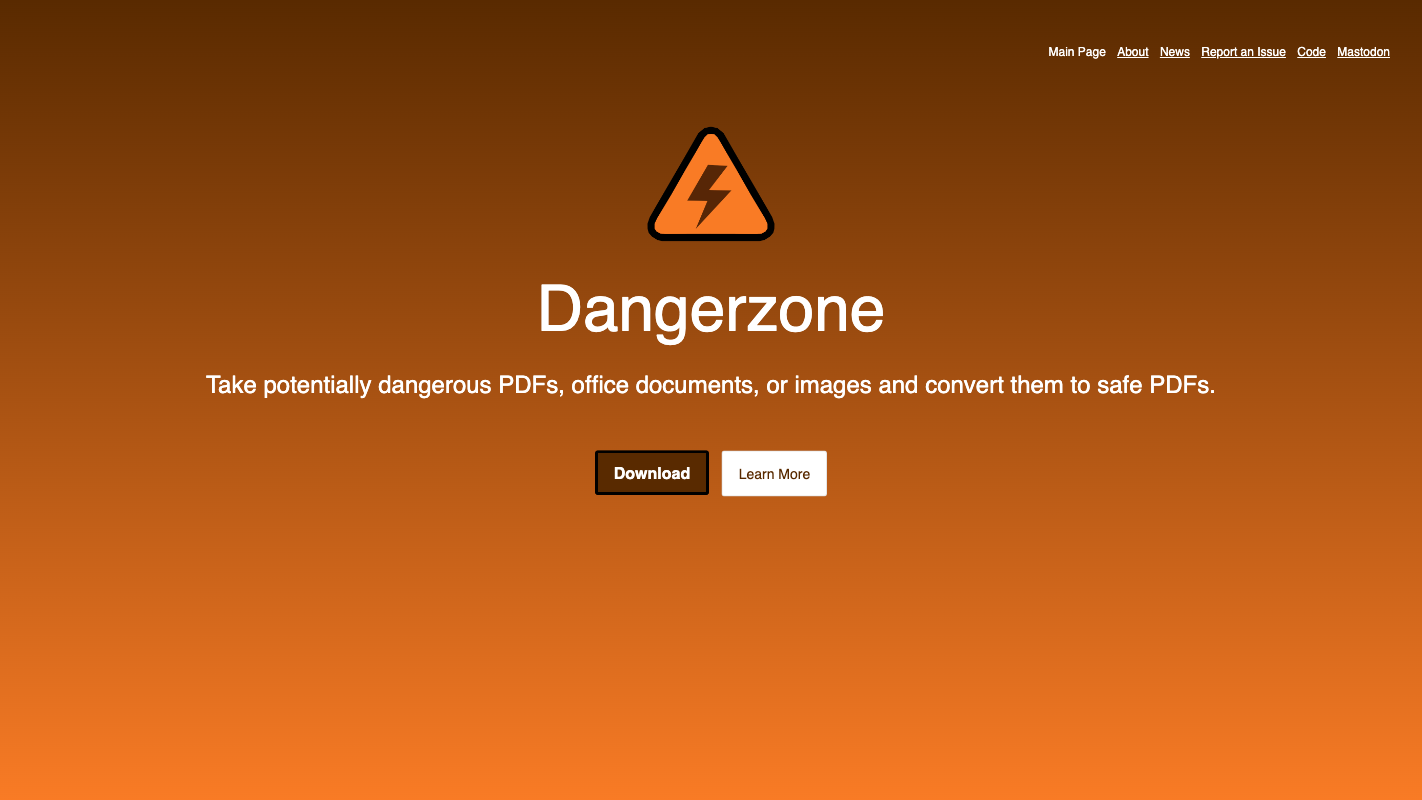 Main Page About News Report an Issue Code Mastodon
Dangerzone
Take potentially dangerous PDFs, office documents, or images and convert them to safe PDFs.
Download Learn More